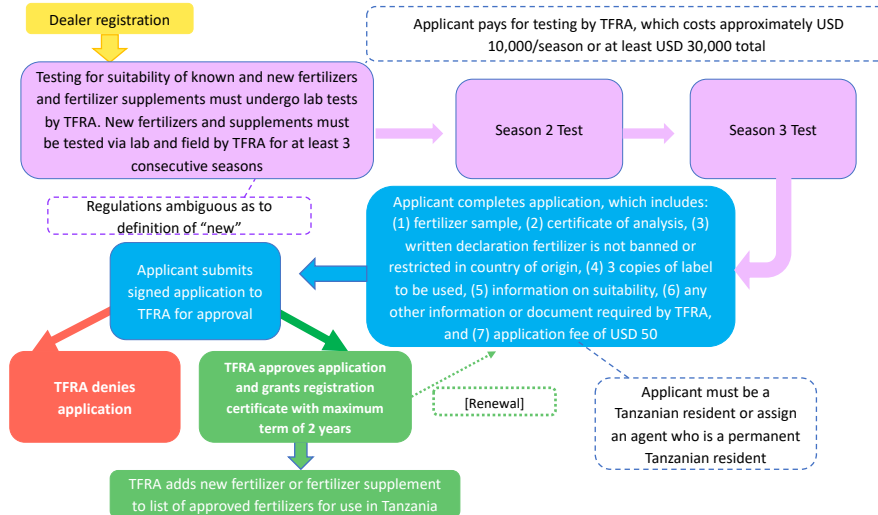 Dealer registration
Applicant pays for testing by TFRA, which costs approximately USD
10,000/season or at least USD 30,000 total
Testing for suitability of known and new fertilizers
and fertilizer supplements must undergo lab tests
by TFRA. New fertilizers and supplements must
be tested via lab and field by TFRA for at least 3
consecutive seasons
Season 2 Test
Season 3 Test
Regulations ambiguous as to
definition of “new”
Applicant completes application, which includes:
(1) fertilizer sample, (2) certificate of analysis, (3)
written declaration fertilizer is not banned or
restricted in country of origin, (4) 3 copies of label
to be used, (5) information on suitability, (6) any
other information or document required by TFRA,
and (7) application fee of USD 50
Applicant submits
signed application to
TFRA for approval
TFRA denies
application
TFRA approves application
and grants registration
certificate with maximum
term of 2 years
[Renewal]
Applicant must be a
Tanzanian resident or assign
an agent who is a permanent
Tanzanian resident
TFRA adds new fertilizer or fertilizer supplement
to list of approved fertilizers for use in Tanzania